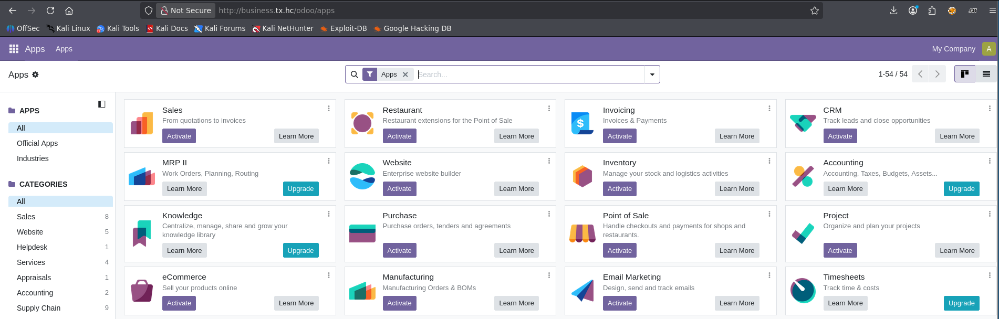 Not Secure http://business.tx.hc/odoo/apps
OffSec Kali Linux Kali Tools Kali Docs Kali Forums Kali NetHunter Exploit-DB Google Hacking DB
Apps Apps My Company A
Apps Apps Search... 1-54 / 54
APPS
All
Official Apps
Industries
CATEGORIES
All
Sales 8
Website 5
Helpdesk 1
Services 4
Appraisals 1
Accounting 2
Supply Chain 9
Sales
From quotations to invoices
Activate Learn More
Restaurant
Restaurant extensions for the Point of Sale
Activate Learn More
Invoicing
Invoices & Payments
Activate Learn More
CRM
Track leads and close opportunities
Activate Learn More
MRP II
Work Orders, Planning, Routing
Learn More Upgrade
Website
Enterprise website builder
Activate Learn More
Inventory
Manage your stock and logistics activities
Activate Learn More
Accounting
Accounting, Taxes, Budgets, Assets...
Learn More Upgrade
Knowledge
Centralize, manage, share and grow your
knowledge library
Learn More Upgrade
Purchase
Purchase orders, tenders and agreements
Activate Learn More
Point of Sale
Handle checkouts and payments for shops and
restaurants.
Activate Learn More
Project
Organize and plan your projects
Activate Learn More
eCommerce
Sell your products online
Activate Learn More
Manufacturing
Manufacturing Orders & BOMs
Activate Learn More
Email Marketing
Design, send and track emails
Activate Learn More
Timesheets
Track time & costs
Learn More Upgrade